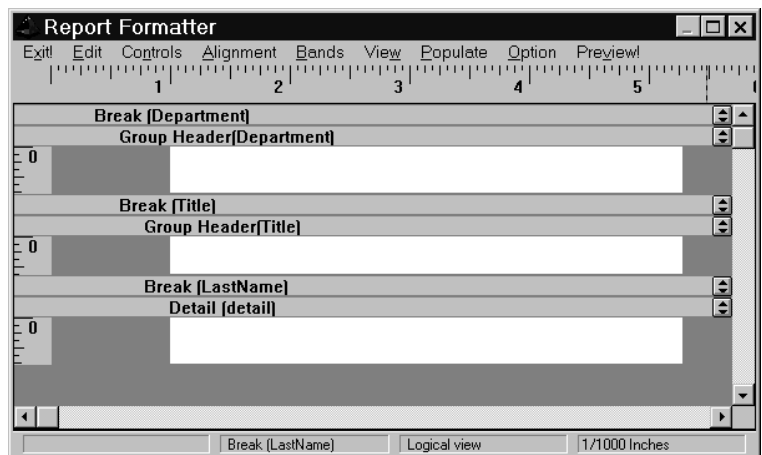 Report Formatter
Exit! Edit Controls Alignment Bands View Populate Option Preview!
1 2 3 4 5
Break (Department)
Group Header(Department)
0
Break (Title)
Group Header(Title)
0
Break (LastName)
Detail (detail)
0
Break (LastName) Logical view 1/1000 Inches